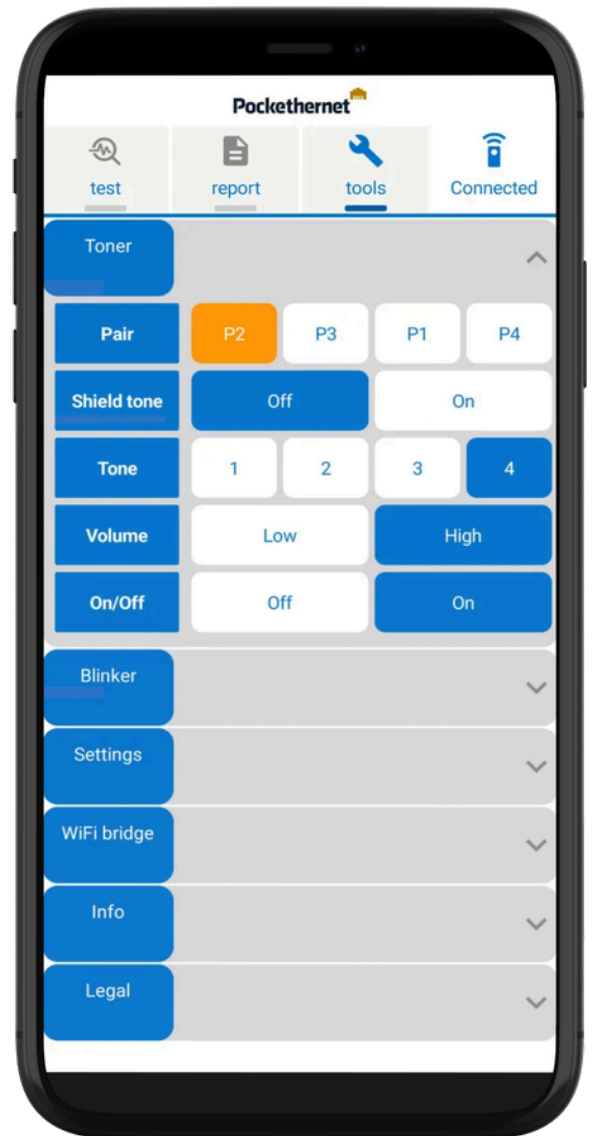 Pockethernet
test report tools Connected
Toner
Pair P2 P3 P1 P4
Shield tone Off On
Tone 1 2 3 4
Volume Low High
On/Off Off On
Blinker
Settings
WiFi bridge
Info
Legal